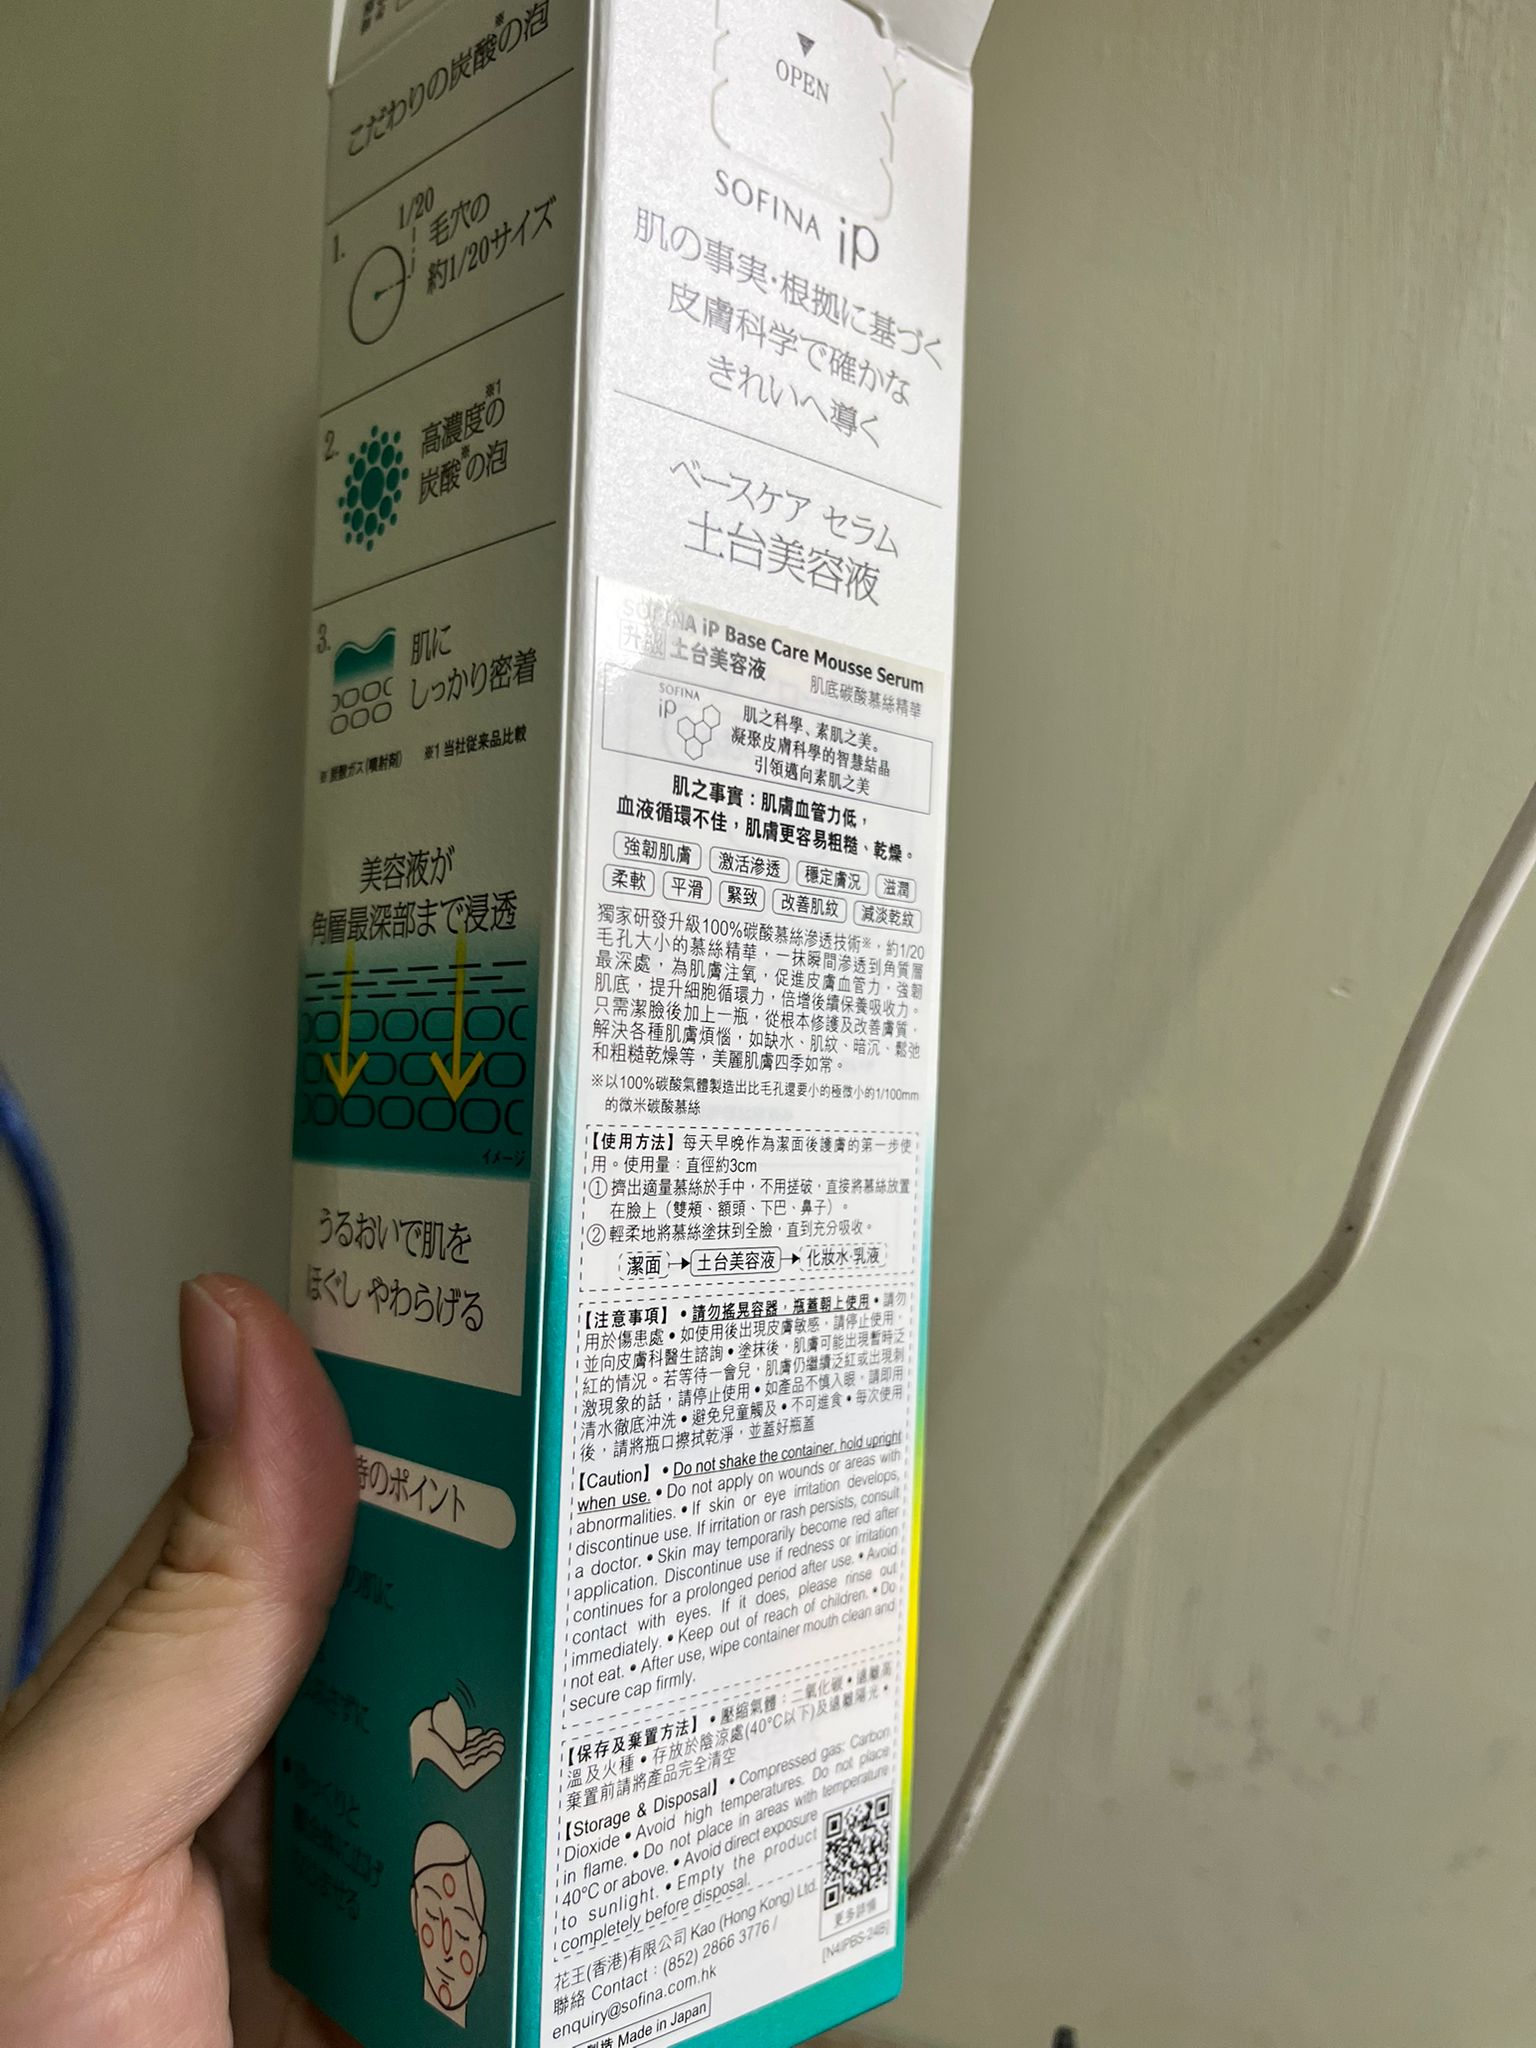 こだわりの炭酸※の泡
1.
1/20
毛穴の
約1/20サイズ
2.
高濃度※1の
炭酸※の泡
3.
肌に
しっかり密着
※炭酸ガス(噴射剤) ※1 当社従来品比較
美容液が
角層最深部まで浸透
イメージ
うるおいで肌を
ほぐし やわらげる
時のポイント
OPEN
SOFINA iP
肌の事実・根拠に基づく
皮膚科学で確かな
きれいへ導く
ベースケア セラム
土台美容液
SOFINA iP Base Care Mousse Serum
升級 土台美容液 肌底碳酸慕絲精華
SOFINA
iP
肌之科學、素肌之美。
凝聚皮膚科學的智慧結晶
引領邁向素肌之美
肌之事實：肌膚血管力低，
血液循環不佳，肌膚更容易粗糙、乾燥。
強韌肌膚 激活滲透 穩定膚況 滋潤
柔軟 平滑 緊致 改善肌紋 減淡乾紋
獨家研發升級100%碳酸慕絲滲透技術※，約1/20
毛孔大小的慕絲精華，一抹瞬間滲透到角質層
最深處，為肌膚注氧，促進皮膚血管力，強韌
肌底，提升細胞循環力，倍增後續保養吸收力。
只需潔臉後加上一瓶，從根本修護及改善膚質，
解決各種肌膚煩惱，如缺水、肌紋、暗沉、鬆弛
和粗糙乾燥等，美麗肌膚四季如常。
※以100%碳酸氣體製造出比毛孔還要小的極微小的1/100mm
的微米碳酸慕絲
【使用方法】每天早晚作為潔面後護膚的第一步使
用。使用量：直徑約3cm
① 擠出適量慕絲於手中，不用搓破，直接將慕絲放置
在臉上（雙頰、額頭、下巴、鼻子）。
② 輕柔地將慕絲塗抹到全臉，直到充分吸收。
潔面→土台美容液→化妝水·乳液
【注意事項】•請勿搖晃容器，瓶蓋朝上使用•請勿
用於傷患處•如使用後出現皮膚敏感，請停止使用，
並向皮膚科醫生諮詢•塗抹後，肌膚可能出現暫時泛
紅的情況。若等待一會兒，肌膚仍繼續泛紅或出現刺
激現象的話，請停止使用•如產品不慎入眼，請即用
清水徹底沖洗•避免兒童觸及•不可進食•每次使用
後，請將瓶口擦拭乾淨，並蓋好瓶蓋
【Caution】• Do not shake the container, hold upright
when use. • Do not apply on wounds or areas with
abnormalities. • If skin or eye irritation develops,
discontinue use. If irritation or rash persists, consult
a doctor. • Skin may temporarily become red after
application. Discontinue use if redness or irritation
continues for a prolonged period after use. • Avoid
contact with eyes. If it does, please rinse out
immediately. • Keep out of reach of children. • Do
not eat. • After use, wipe container mouth clean and
secure cap firmly.
【保存及棄置方法】•壓縮氣體：二氧化碳•遠離高
溫及火種•存放於陰涼處(40°C以下)及遠離陽光•
棄置前請將產品完全清空
【Storage & Disposal】• Compressed gas: Carbon
Dioxide • Avoid high temperatures. Do not place
in flame. • Do not place in areas with temperature
40°C or above. • Avoid direct exposure
to sunlight. • Empty the product
completely before disposal.
更多詳情
花王(香港)有限公司 Kao (Hong Kong) Ltd.
聯絡 Contact：(852) 2866 3776 /
enquiry@sofina.com.hk
[N4IPBS-24B]
製造 Made in Japan